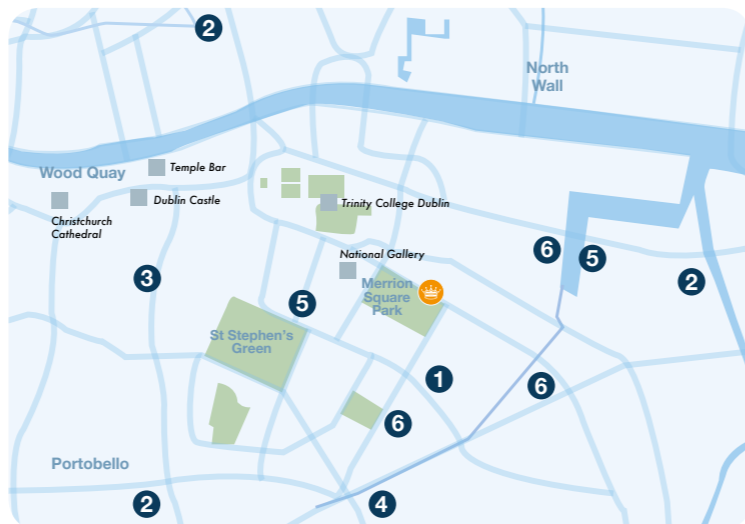 2
North
Wall
Temple Bar
Wood Quay
Dublin Castle
Trinity College Dublin
Christchurch
Cathedral
National Gallery
6
5
2
3
Merrion
Square
Park
5
St Stephen's
Green
1
6
6
Portobello
2
4